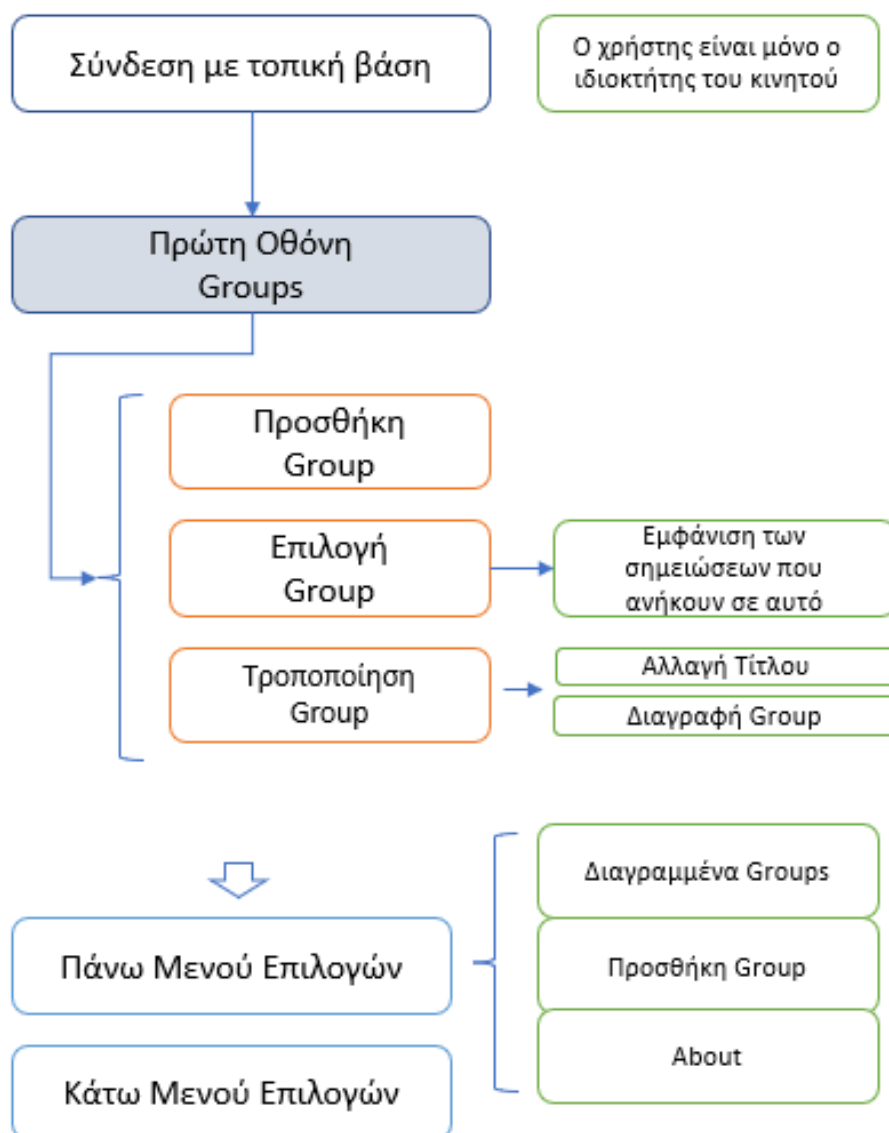 Σύνδεση με τοπική βάση
Ο χρήστης είναι μόνο ο
ιδιοκτήτης του κινητού
Πρώτη Οθόνη
Groups
Προσθήκη
Group
Επιλογή
Group
Εμφάνιση των
σημειώσεων που
ανήκουν σε αυτό
Τροποποίηση
Group
Αλλαγή Τίτλου
Διαγραφή Group
Πάνω Μενού Επιλογών
Διαγραμμένα Groups
Προσθήκη Group
About
Κάτω Μενού Επιλογών